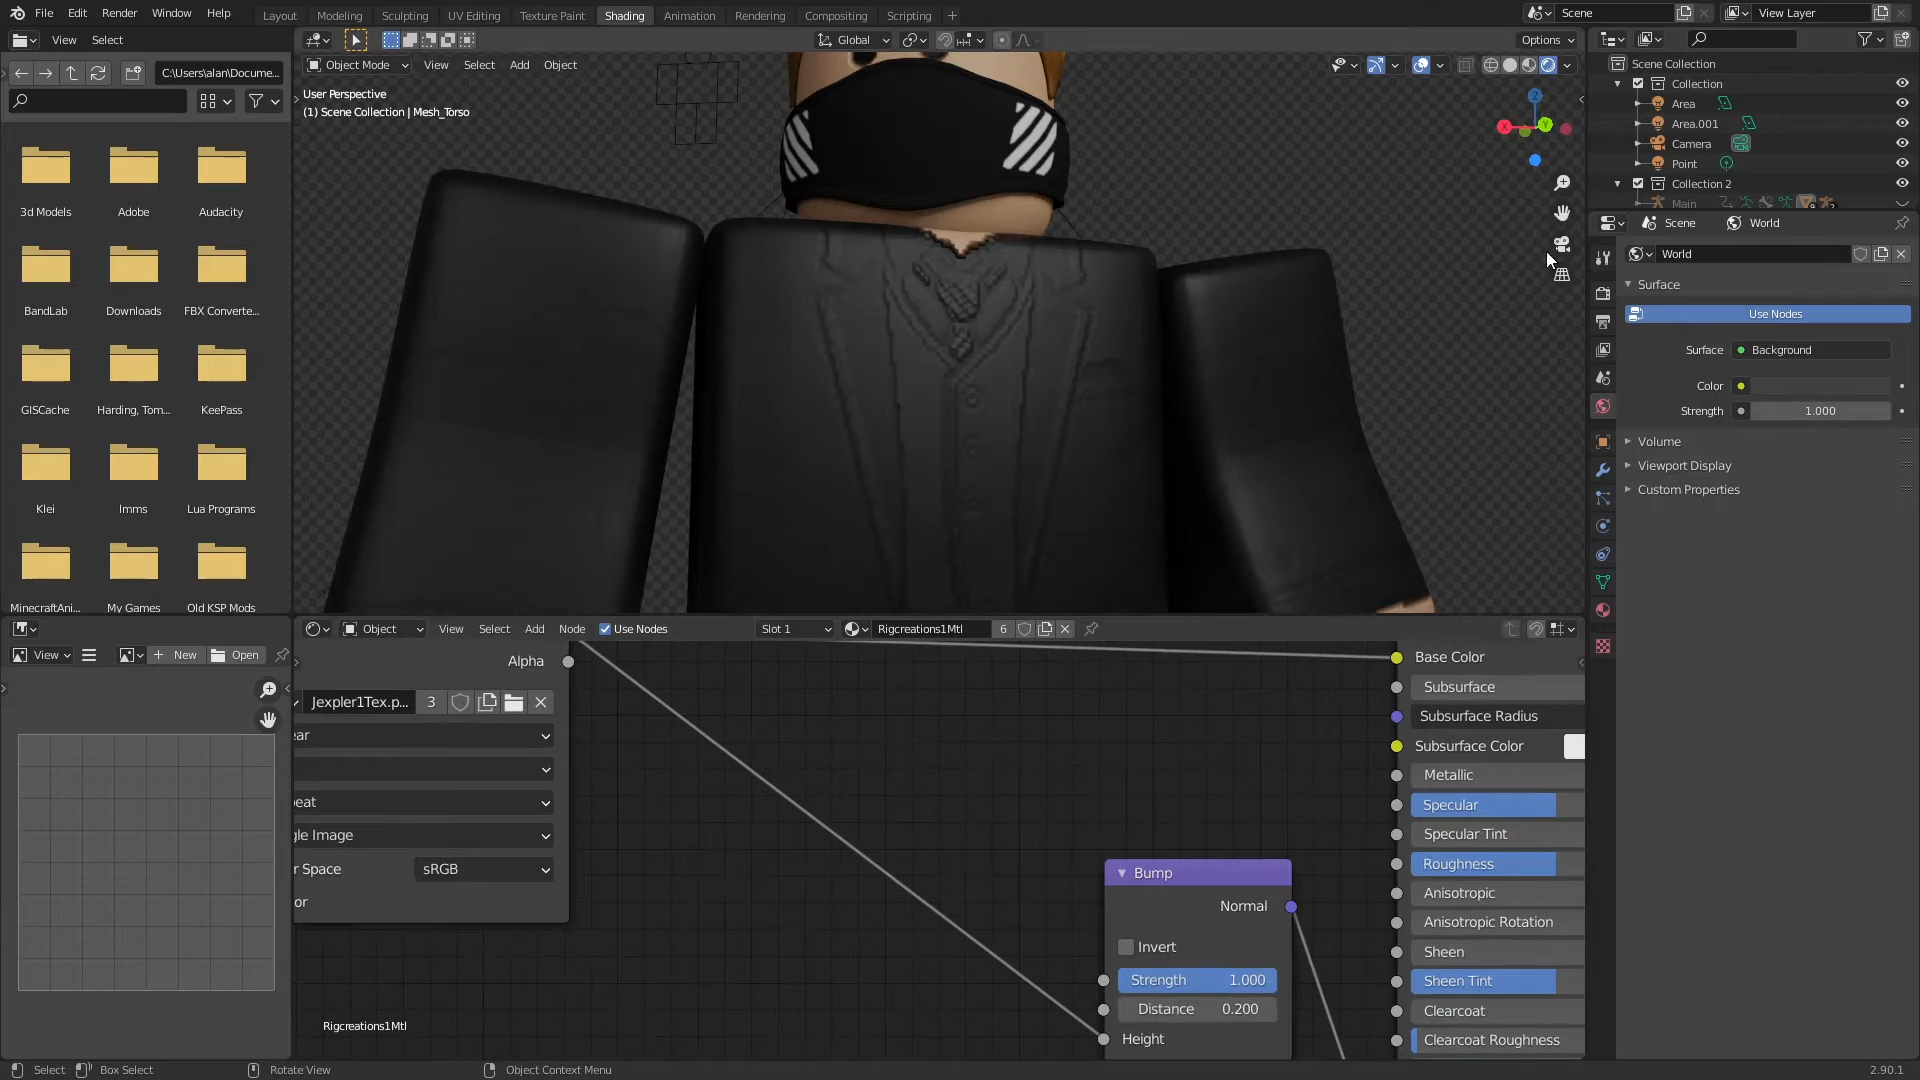 File Edit Render Window Help
Layout Modeling Sculpting UV Editing Texture Paint Shading Animation Rendering Compositing Scripting +
Scene
View Layer
View Select
Global
Options
C:\Users\alan\Docume...
Object Mode View Select Add Object
User Perspective
(1) Scene Collection | Mesh_Torso
3d Models Adobe Audacity
BandLab Downloads FBX Converte...
GISCache Harding, Tom... KeePass
Klei lmms Lua Programs
MinecraftAni... My Games Old KSP Mods
Z
X
Y
Scene Collection
Collection
Area
Area.001
Camera
Point
Collection 2
Main
Scene World
World
Surface
Use Nodes
Surface Background
Color
Strength 1.000
Volume
Viewport Display
Custom Properties
View New Open
Object View Select Add Node Use Nodes Slot 1 Rigcreations1Mtl 6
Alpha
Jexpler1Tex.p... 3
ear
eat
gle Image
r Space sRGB
or
Bump
Normal
Invert
Strength 1.000
Distance 0.200
Height
Base Color
Subsurface
Subsurface Radius
Subsurface Color
Metallic
Specular
Specular Tint
Roughness
Anisotropic
Anisotropic Rotation
Sheen
Sheen Tint
Clearcoat
Clearcoat Roughness
Rigcreations1Mtl
Select Box Select Rotate View Object Context Menu 2.90.1